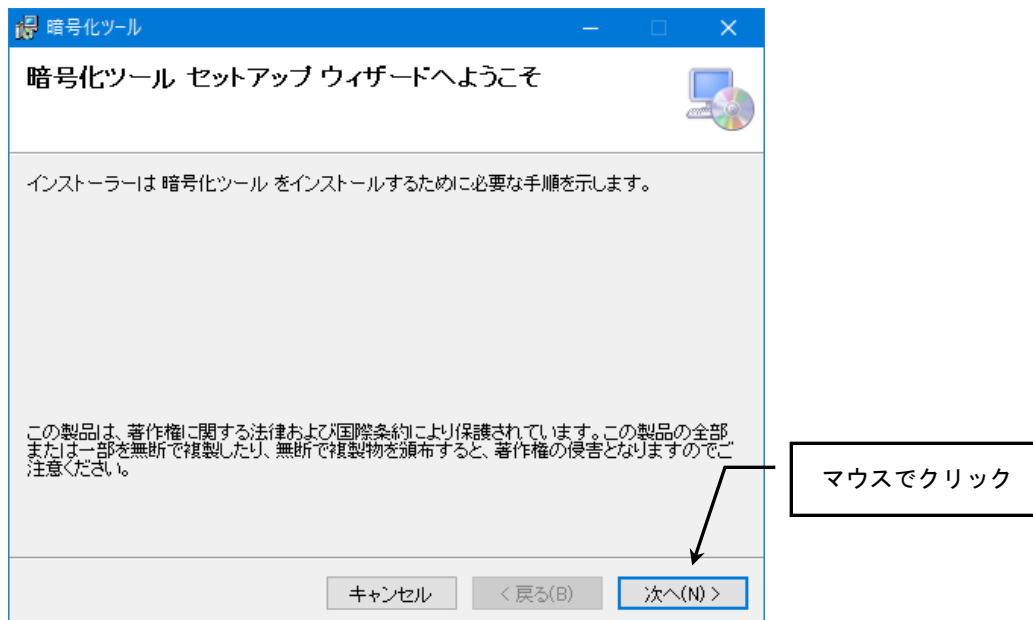 暗号化ツール
暗号化ツール セットアップ ウィザードへようこそ
インストーラーは 暗号化ツール をインストールするために必要な手順を示します。
この製品は、著作権に関する法律および国際条約により保護されています。この製品の全部
または一部を無断で複製したり、無断で複製物を頒布すると、著作権の侵害となりますのでご
注意ください。
マウスでクリック
キャンセル
< 戻る(B)
次へ(N) >